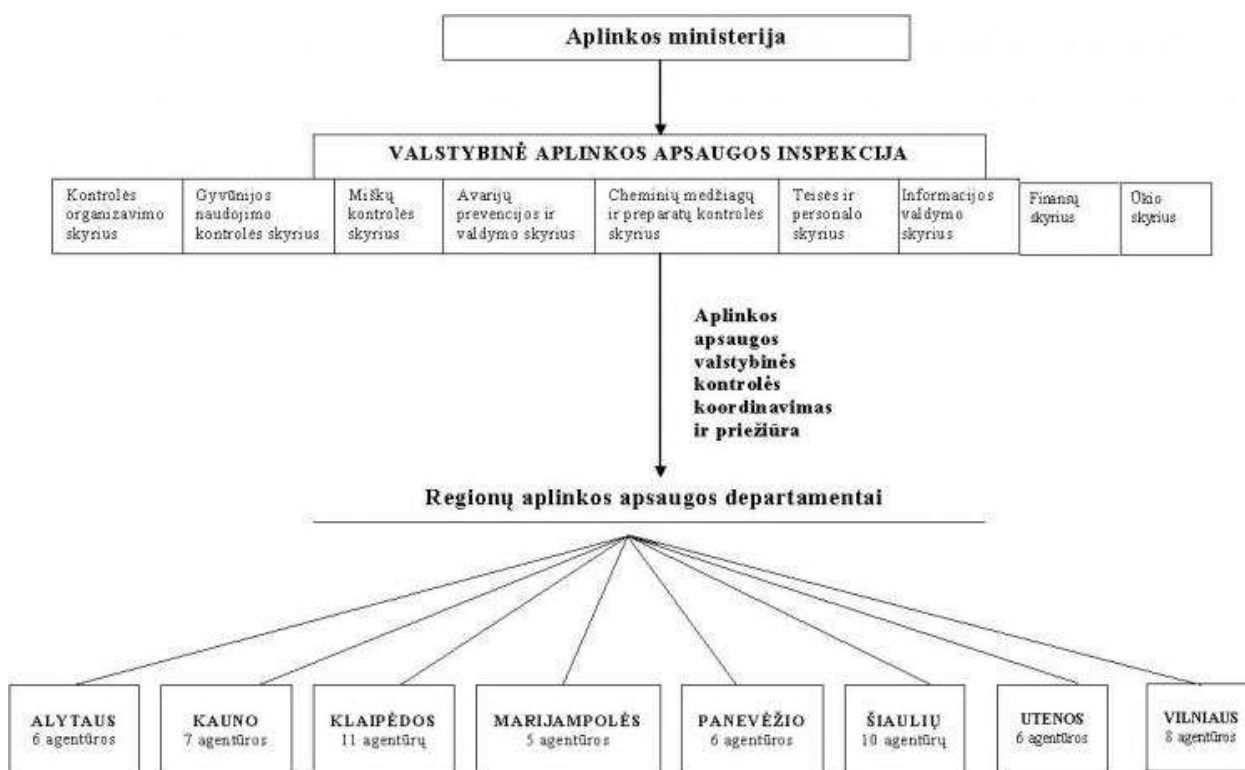 Aplinkos ministerija
VALSTYBINĖ APLINKOS APSAUGOS INSPEKCIJA
Kontrolės
organizavimo
skyrius
Gyvūnijos
naudojimo
kontrolės skyrius
Miškų
kontrolės
skyrius
Avarijų
prevencijos ir
valdymo skyrius
Cheminių medžiagų
ir preparatų kontrolės
skyrius
Teisės ir
personalo
skyrius
Informacijos
valdymo
skyrius
Finansų
skyrius
Ūkio
skyrius
Aplinkos
apsaugos
valstybinės
kontrolės
koordinavimas
ir priežiūra
Regionų aplinkos apsaugos departamentai
ALYTAUS
6 agentūros
KAUNO
7 agentūros
KLAIPĖDOS
11 agentūrų
MARIJAMPOLĖS
5 agentūros
PANEVĖŽIO
6 agentūros
ŠIAULIŲ
10 agentūrų
UTENOS
6 agentūros
VILNIAUS
8 agentūros